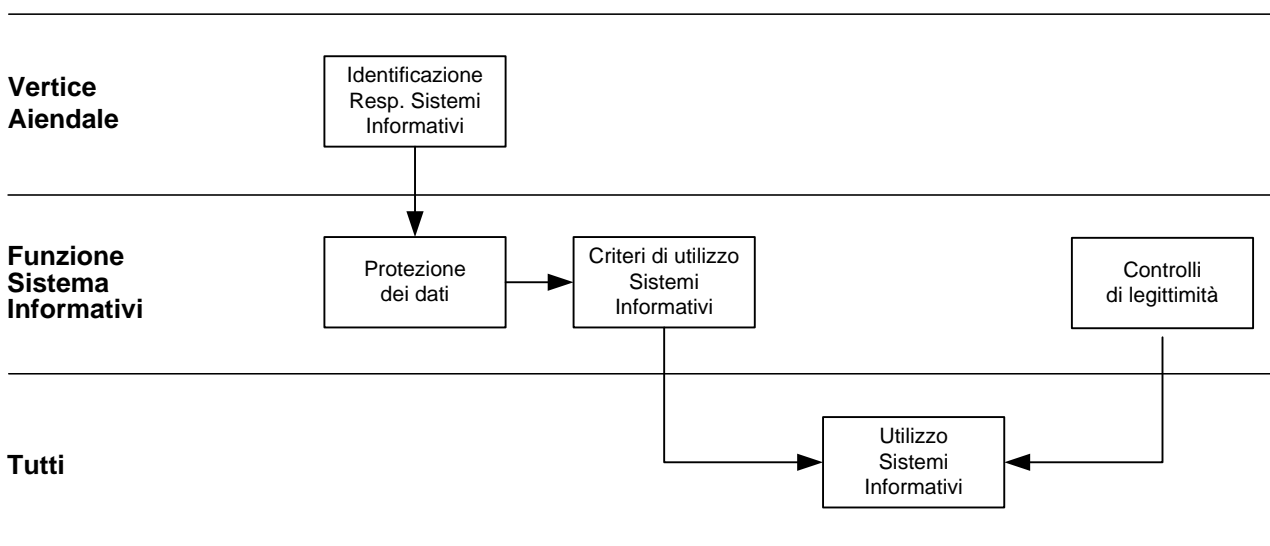 Vertice
Aiendale
Identificazione
Resp. Sistemi
Informativi
Funzione
Sistema
Informativi
Protezione
dei dati
Criteri di utilizzo
Sistemi
Informativi
Controlli
di legittimità
Tutti
Utilizzo
Sistemi
Informativi